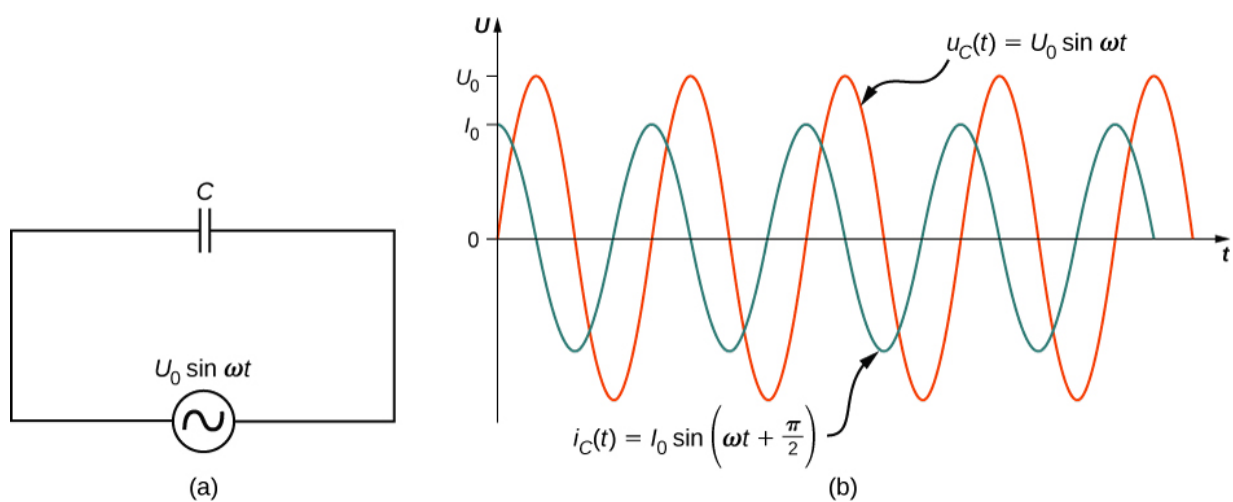 C
U₀ sin ωt
(a)
U
U₀
I₀
0
t
u_C(t) = U₀ sin ωt
i_C(t) = I₀ sin (ωt + π/2)
(b)